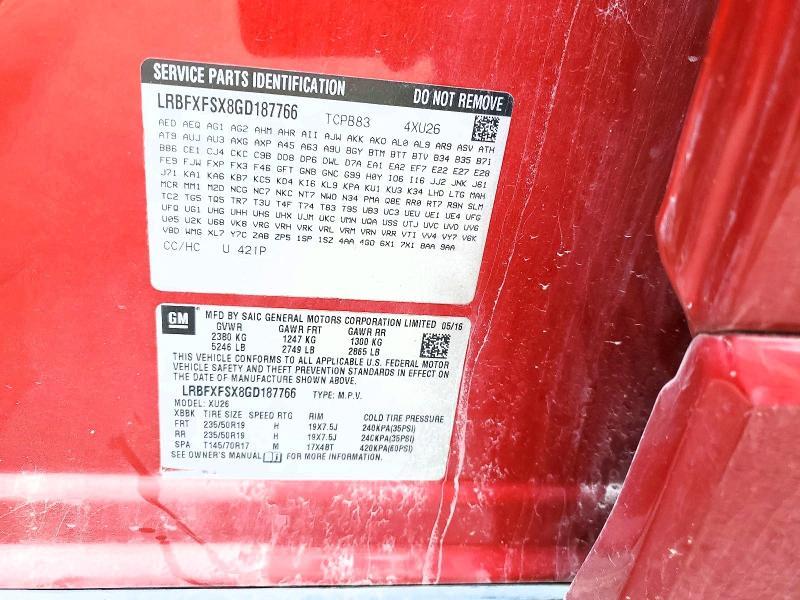 SERVICE PARTS IDENTIFICATION DO NOT REMOVE
LRBFXFSX8GD187766 TCPB83 4XU26
AED AEQ AG1 AG2 AHM AHR AII AJW AKK AKO AL0 AL9 AR9 ASV ATH
AT9 AUJ AU3 AXG AXP A45 A63 A9U BGY BTM BTT BTV B34 B35 B71
BB6 CE1 CJ4 CKC C9B DD8 DP6 DWL D7A EA1 EA2 EF7 E22 E27 E28
FE9 FJW FXP FX3 F46 GFT GNB GNC G99 H0Y IO6 I16 JJ2 JNK J61
J71 KA1 KA6 KB7 KC5 KD4 KI6 KL9 KPA KU1 KU3 K34 LHD LTG MAH
MCR MM1 M2D NCG NC7 NKC NT7 NWO N34 PMA Q8E RR0 RT7 R9N SLM
TC2 TG5 TQ5 TR7 T3U T4F T74 T83 T95 UB3 UC3 UEU UE1 UE4 UFG
UFQ UG1 UHG UHH UHS UHX UJM UKC UMN UQA USS UTJ UVC UVD UV6
U05 U2K U68 VK8 VRG VRH VRK VRL VRM VRN VRR VTI VV4 VY7 V6K
V8D WMG XL7 Y7C ZAB ZP5 1SP 1SZ 4AA 4GO 6X1 7X1 8AA 9AA
CC/HC U 421P
GM MFD BY SAIC GENERAL MOTORS CORPORATION LIMITED 05/16
GVWR GAWR FRT GAWR RR
2380 KG 1247 KG 1300 KG
5246 LB 2749 LB 2865 LB
THIS VEHICLE CONFORMS TO ALL APPLICABLE U.S. FEDERAL MOTOR
VEHICLE SAFETY AND THEFT PREVENTION STANDARDS IN EFFECT ON
THE DATE OF MANUFACTURE SHOWN ABOVE.
LRBFXFSX8GD187766 TYPE: M.P.V.
MODEL: XU26
XBBK TIRE SIZE SPEED RTG RIM COLD TIRE PRESSURE
FRT 235/50R19 H 19X7.5J 240KPA(35PSI)
RR 235/50R19 H 19X7.5J 240KPA(35PSI)
SPA T145/70R17 M 17X4BT 420KPA(60PSI)
SEE OWNER'S MANUAL FOR MORE INFORMATION.